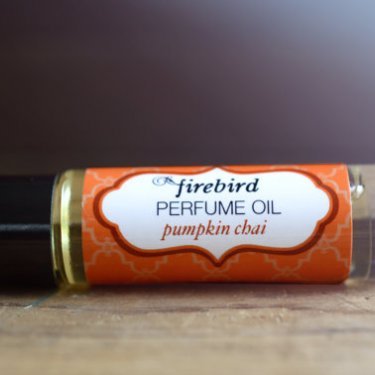 firebird
PERFUME OIL
pumpkin chai